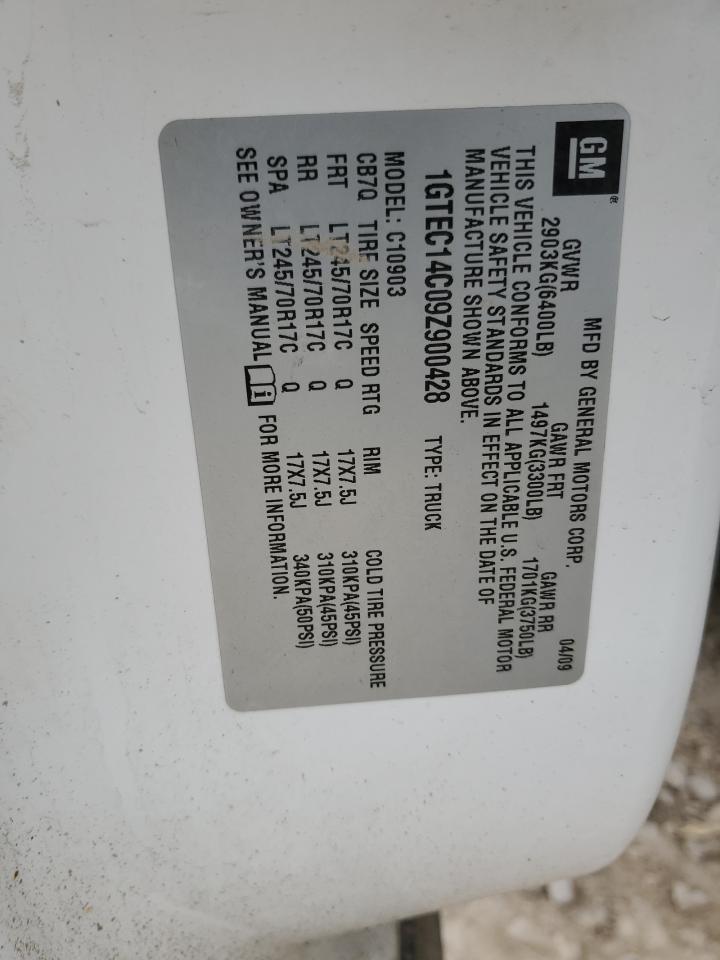 GM ®
MFD BY GENERAL MOTORS CORP. 04/09
GVWR GAWR FRT GAWR RR
2903KG(6400LB) 1497KG(3300LB) 1701KG(3750LB)
THIS VEHICLE CONFORMS TO ALL APPLICABLE U.S. FEDERAL MOTOR
VEHICLE SAFETY STANDARDS IN EFFECT ON THE DATE OF
MANUFACTURE SHOWN ABOVE.
1GTEC14C09Z900428 TYPE: TRUCK
MODEL: C10903
CB7Q TIRE SIZE SPEED RTG RIM COLD TIRE PRESSURE
FRT LT245/70R17C Q 17X7.5J 310KPA(45PSI)
RR LT245/70R17C Q 17X7.5J 310KPA(45PSI)
SPA LT245/70R17C Q 17X7.5J 340KPA(50PSI)
SEE OWNER'S MANUAL FOR MORE INFORMATION.